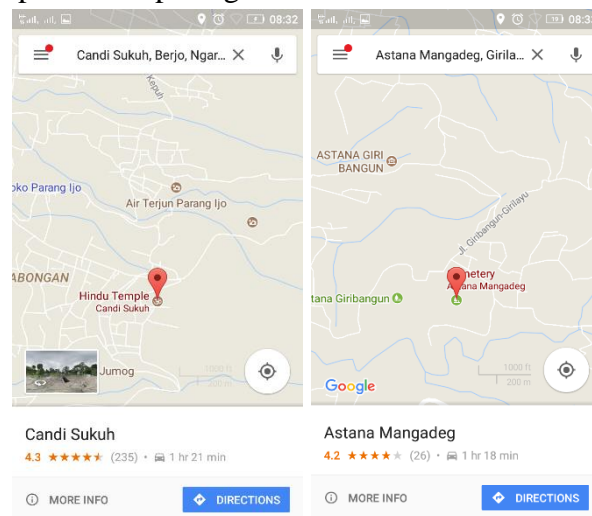 08:32
Candi Sukuh, Berjo, Ngar...
Kepuh
oko Parang Ijo
Air Terjun Parang Ijo
ABONGAN
Hindu Temple
Candi Sukuh
Jumog
1000 ft
200 m
Candi Sukuh
4.3 (235) • 1 hr 21 min
MORE INFO
DIRECTIONS
08:3
Astana Mangadeg, Girila...
ASTANA GIRI
BANGUN
Jl. Giribangun-Girilayu
metery
Astana Mangadeg
tana Giribangun
Google
1000 ft
200 m
Astana Mangadeg
4.2 (26) • 1 hr 18 min
MORE INFO
DIRECTIONS